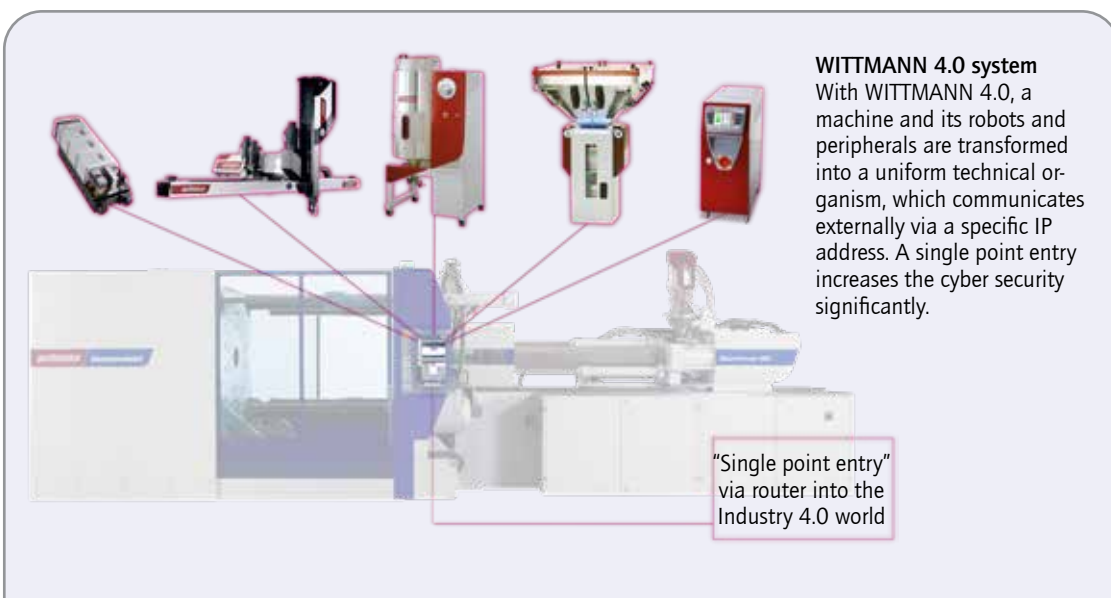 WITTMANN 4.0 system
With WITTMANN 4.0, a
machine and its robots and
peripherals are transformed
into a uniform technical or-
ganism, which communicates
externally via a specific IP
address. A single point entry
increases the cyber security
significantly.
"Single point entry"
via router into the
Industry 4.0 world